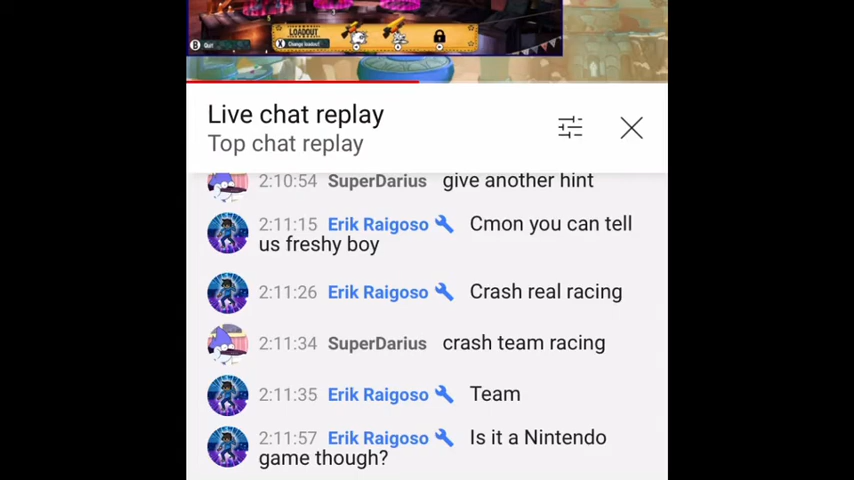 LOADOUT
B Quit
X Change loadout
Live chat replay
Top chat replay
2:10:54 SuperDarius give another hint
2:11:15 Erik Raigoso Cmon you can tell
us freshy boy
2:11:26 Erik Raigoso Crash real racing
2:11:34 SuperDarius crash team racing
2:11:35 Erik Raigoso Team
2:11:57 Erik Raigoso Is it a Nintendo
game though?